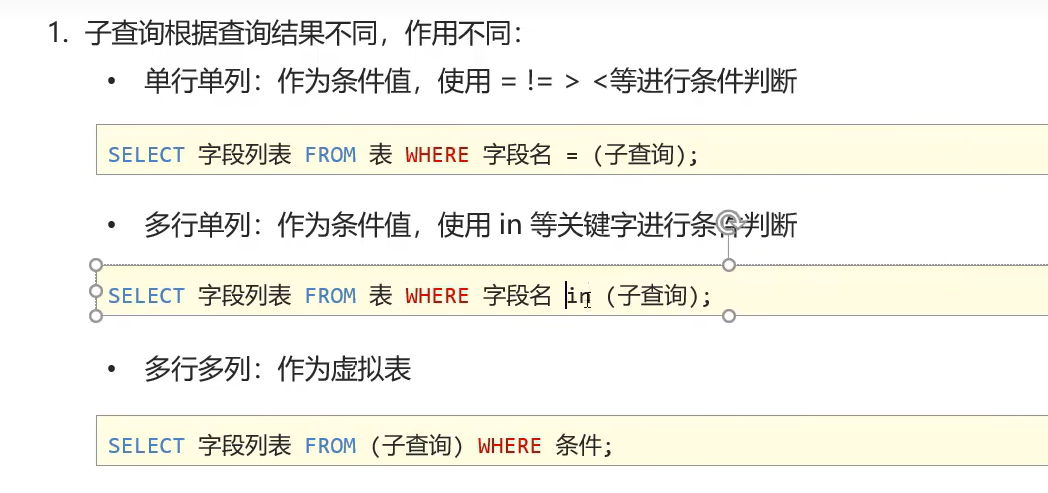 1. 子查询根据查询结果不同，作用不同：
• 单行单列：作为条件值，使用 = != > <等进行条件判断
SELECT 字段列表 FROM 表 WHERE 字段名 = (子查询);
• 多行单列：作为条件值，使用 in 等关键字进行条件判断
SELECT 字段列表 FROM 表 WHERE 字段名 in (子查询);
• 多行多列：作为虚拟表
SELECT 字段列表 FROM (子查询) WHERE 条件;